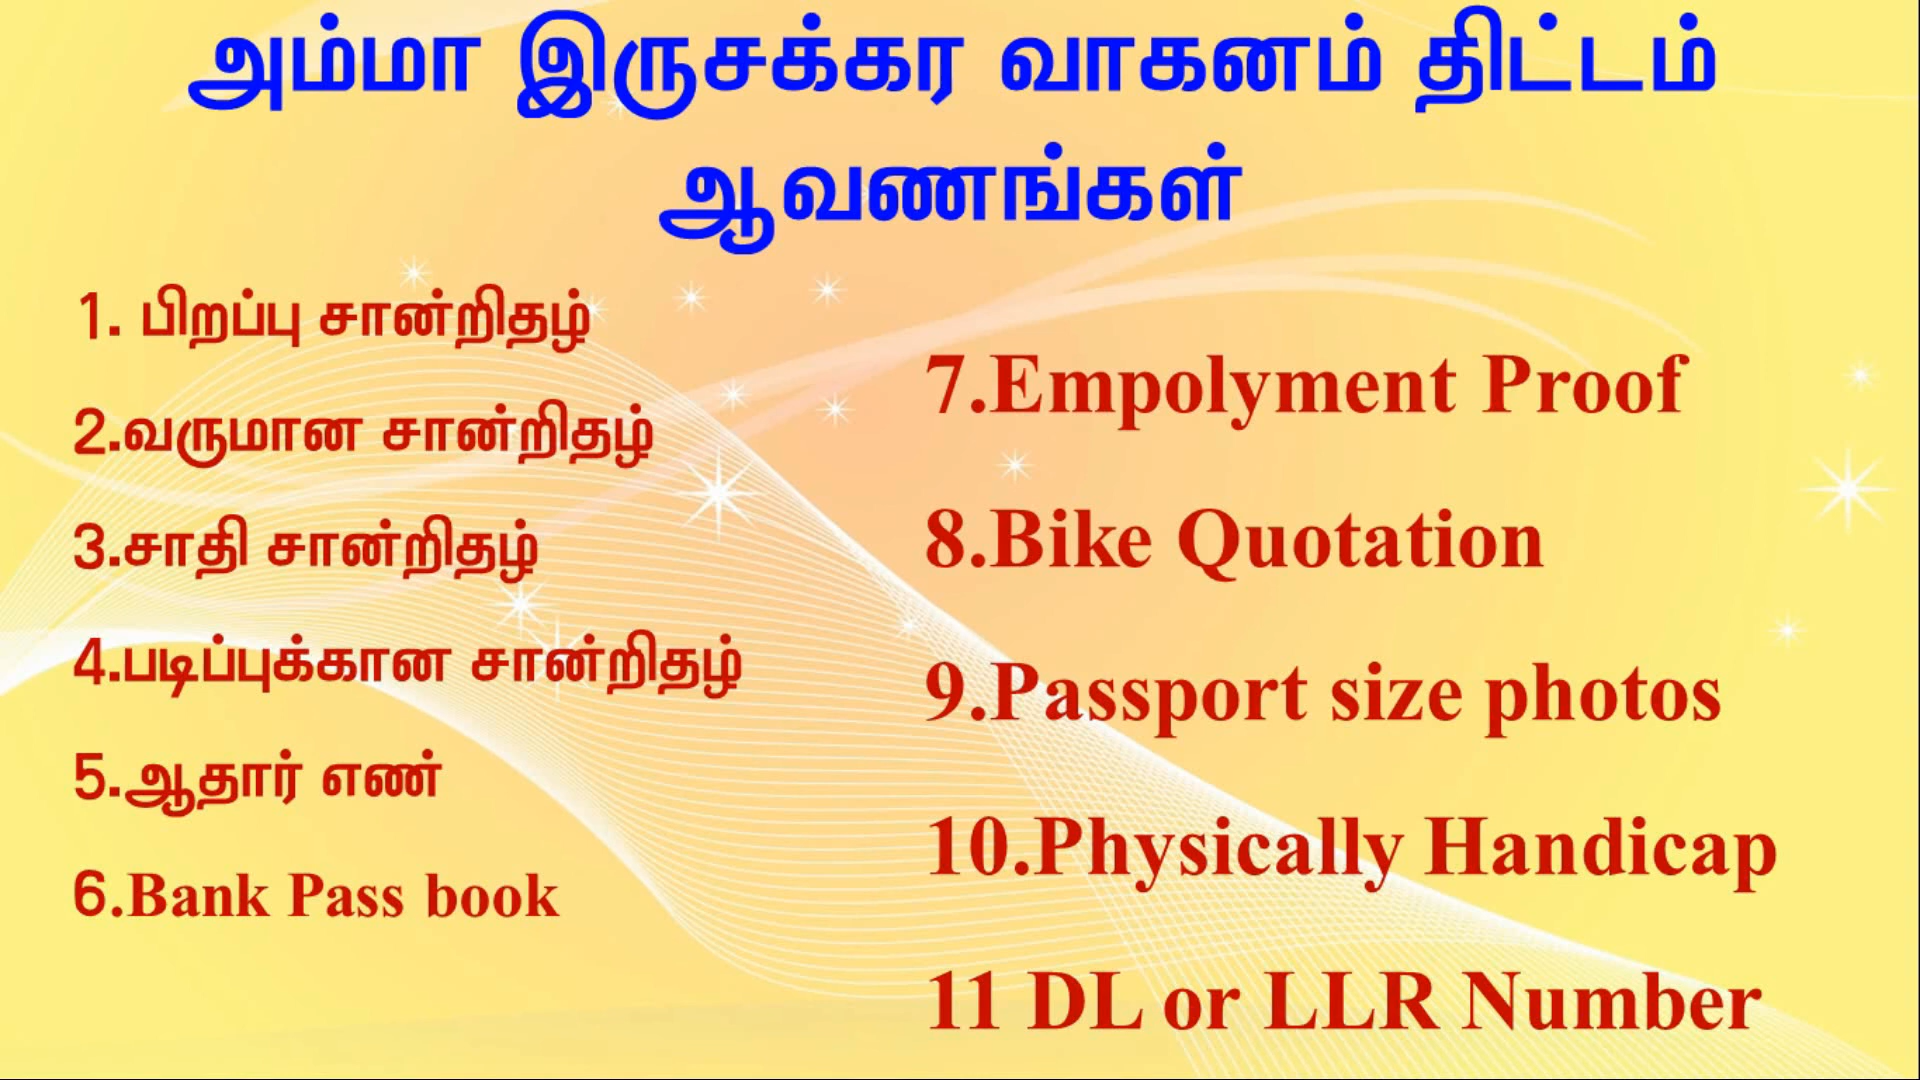 அம்மா இருசக்கர வாகனம் திட்டம்
ஆவணங்கள்
1. பிறப்பு சான்றிதழ்
2.வருமான சான்றிதழ்
3.சாதி சான்றிதழ்
4.படிப்புக்கான சான்றிதழ்
5.ஆதார் எண்
6.Bank Pass book
7.Empolyment Proof
8.Bike Quotation
9.Passport size photos
10.Physically Handicap
11 DL or LLR Number